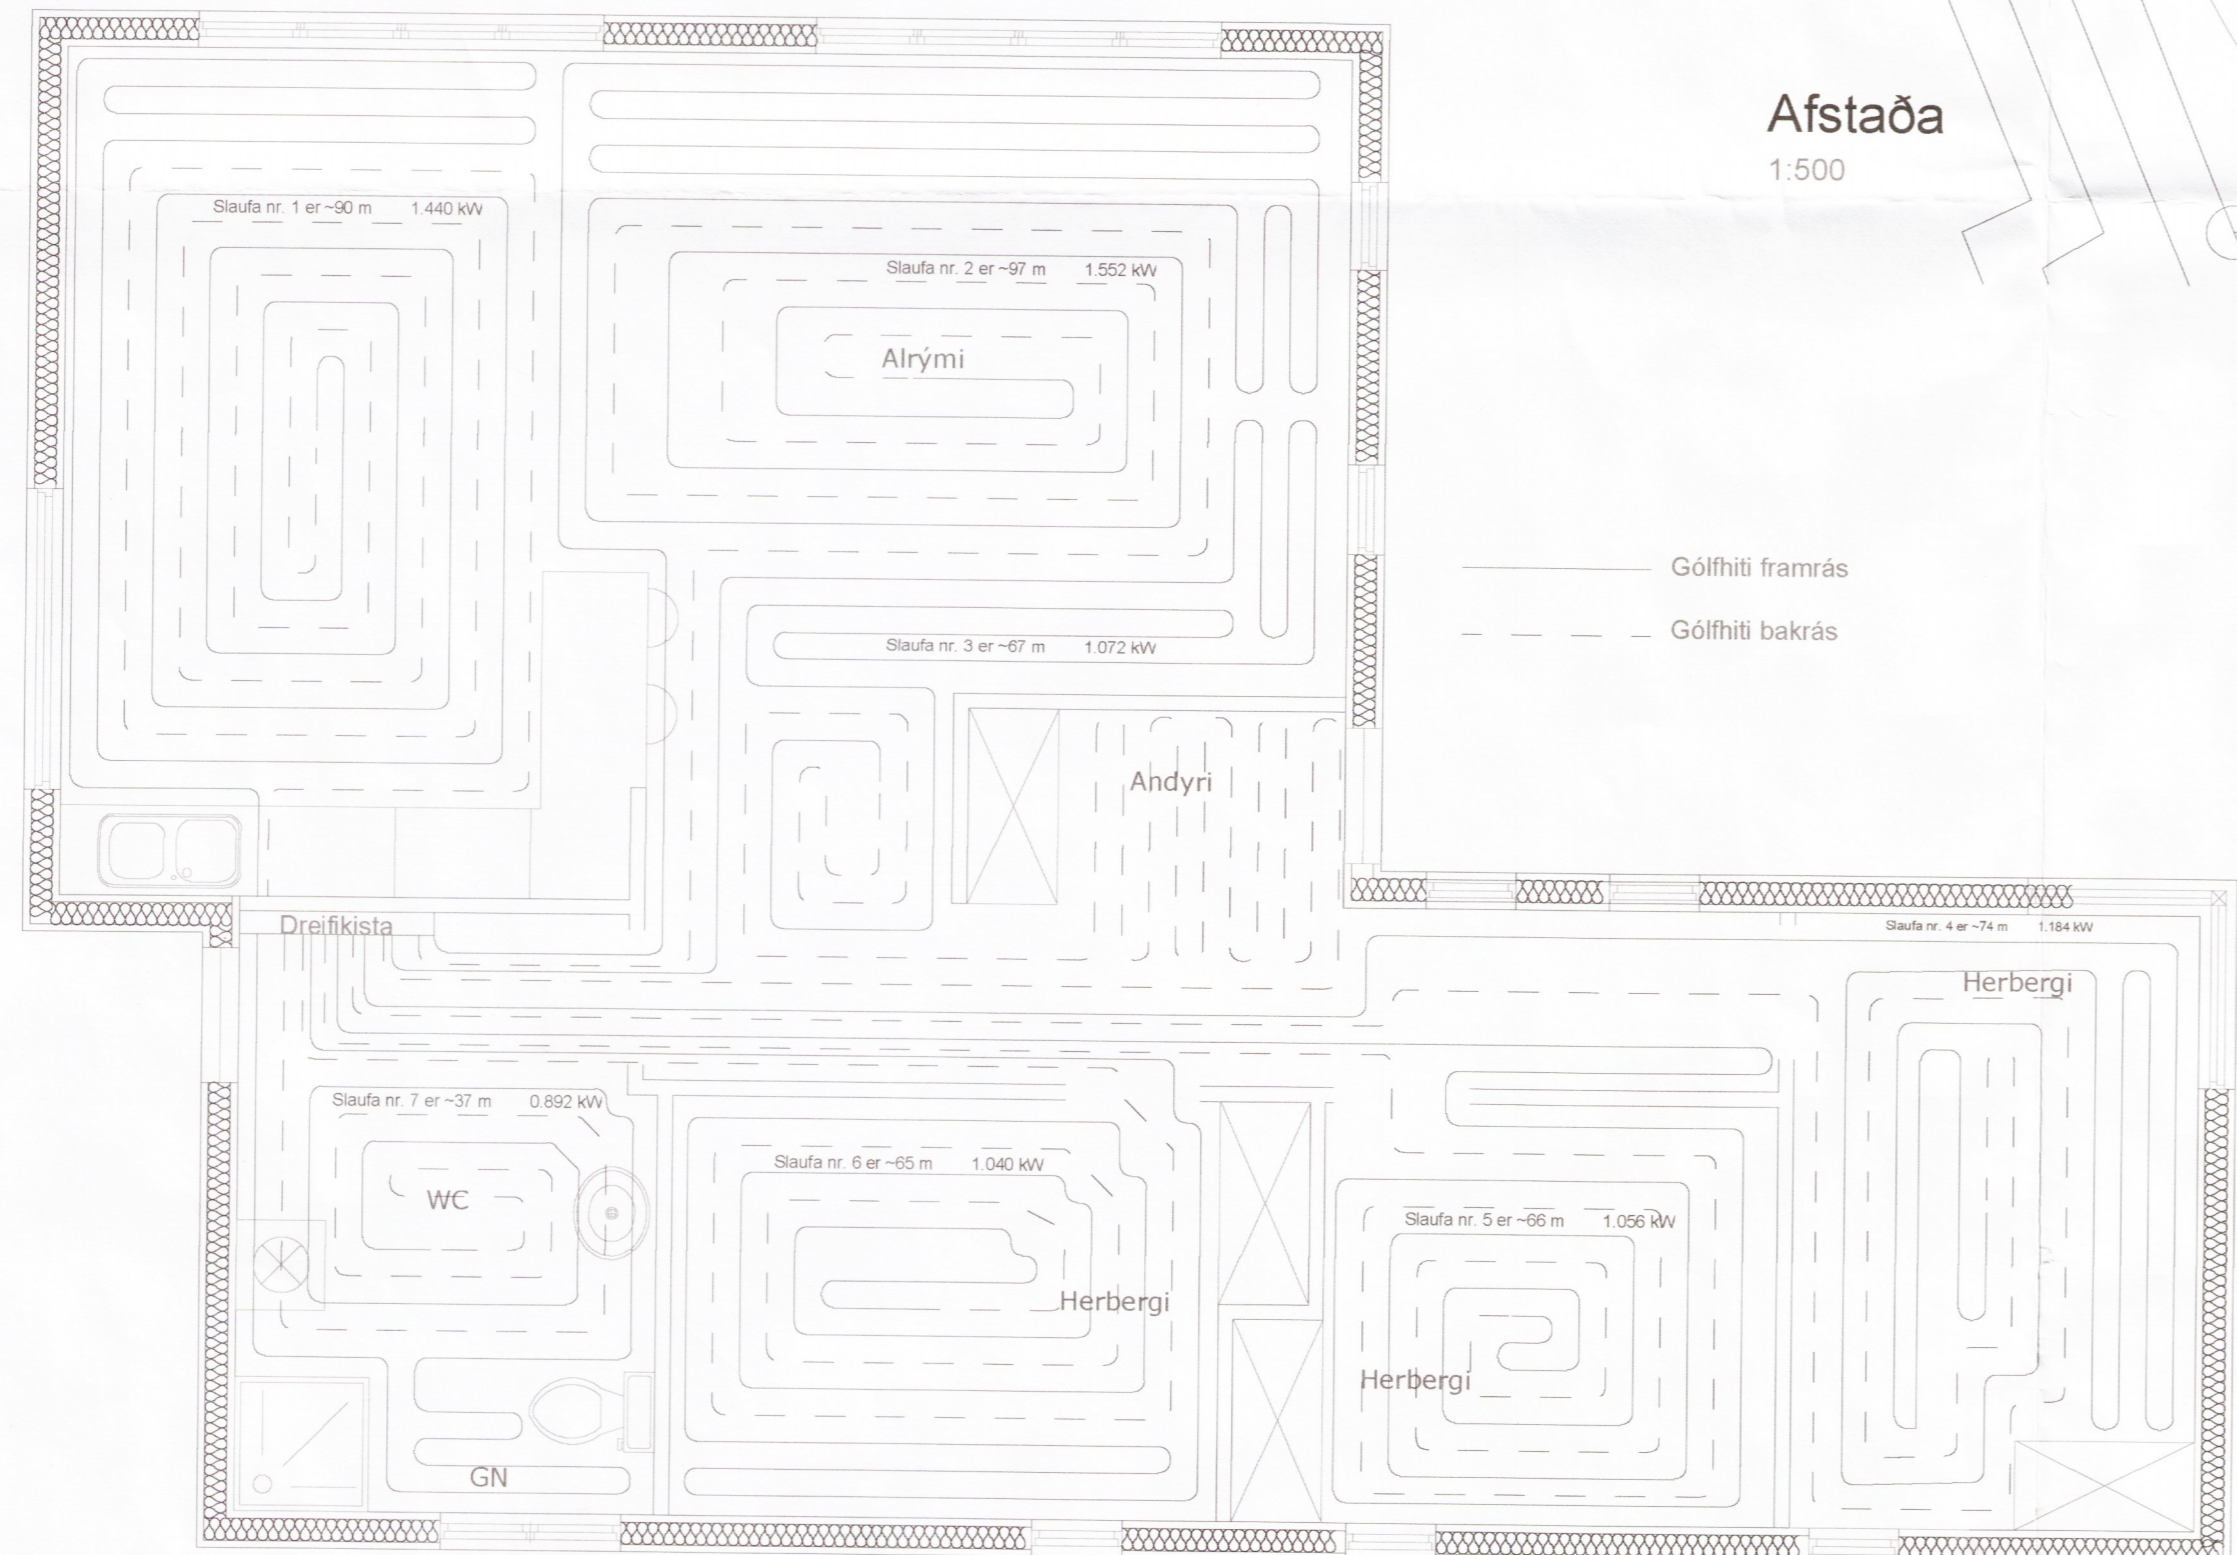 Afstaða
1:500
Slaufa nr. 1 er ~90 m 1.440 kW
Slaufa nr. 2 er ~97 m 1.552 kW
Alrými
Gólfhiti framrás
Gólfhiti bakrás
Slaufa nr. 3 er ~67 m 1.072 kW
Andyri
Dreifikista
Slaufa nr. 4 er ~74 m 1.184 kW
Herbergi
Slaufa nr. 7 er ~37 m 0.892 kW
Slaufa nr. 6 er ~65 m 1.040 kW
WC
Slaufa nr. 5 er ~66 m 1.056 kW
Herbergi
Herbergi
GN